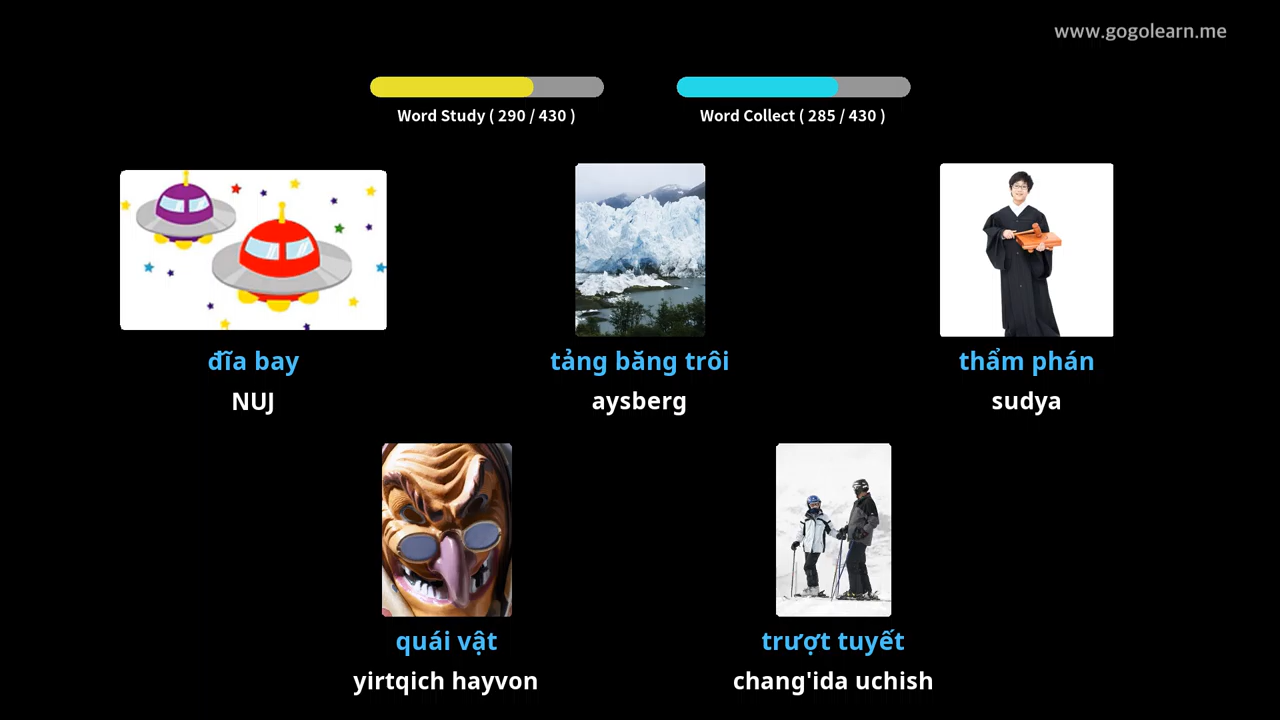 www.gogolearn.me
Word Study ( 290 / 430 )
Word Collect ( 285 / 430 )
đĩa bay
NUJ
tảng băng trôi
aysberg
thẩm phán
sudya
quái vật
yirtqich hayvon
trượt tuyết
chang'ida uchish